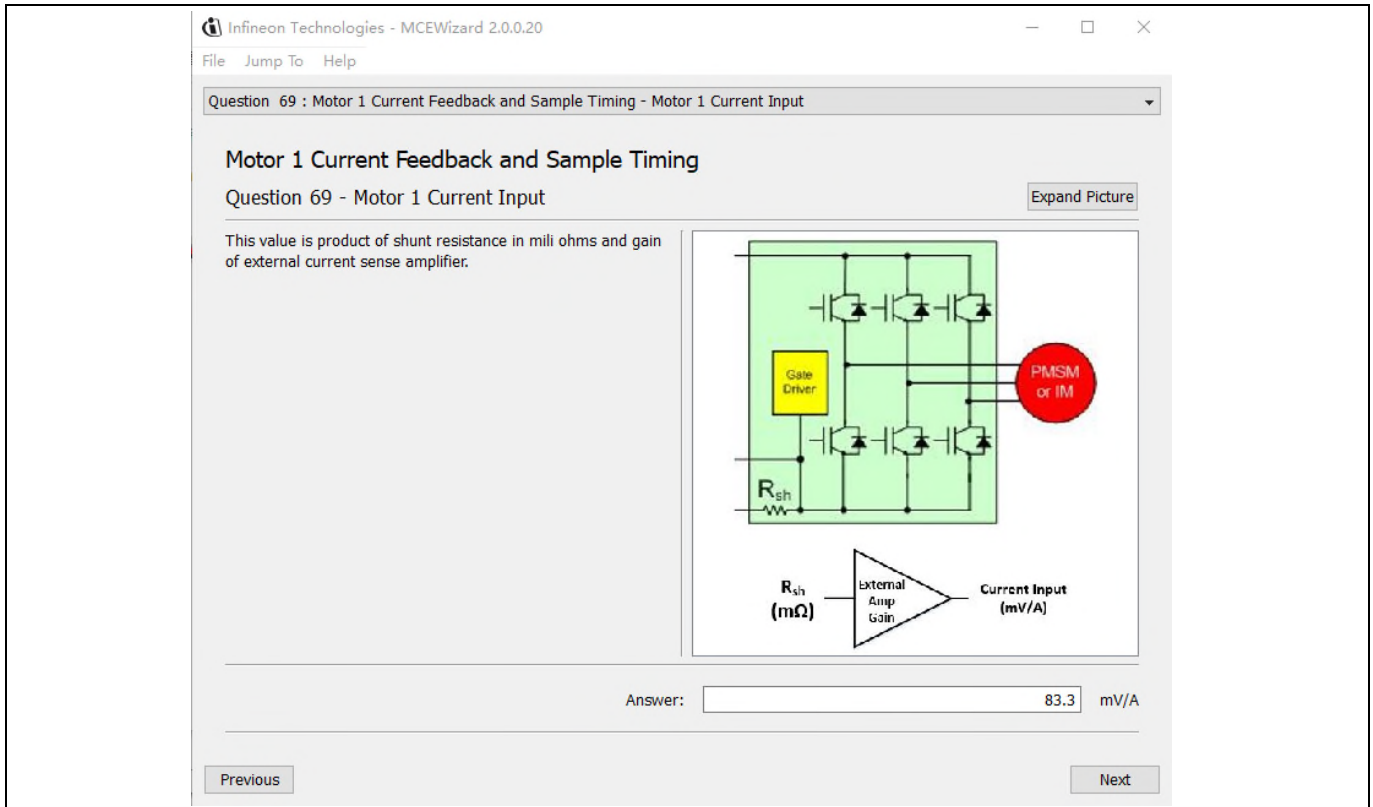 Infineon Technologies - MCEWizard 2.0.0.20
File Jump To Help
Question 69 : Motor 1 Current Feedback and Sample Timing - Motor 1 Current Input
Motor 1 Current Feedback and Sample Timing
Question 69 - Motor 1 Current Input
Expand Picture
This value is product of shunt resistance in mili ohms and gain
of external current sense amplifier.
Gate
Driver
PMSM
or IM
Rsh
Rsh
(mΩ)
External
Amp
Gain
Current Input
(mV/A)
Answer:
83.3 mV/A
Previous
Next